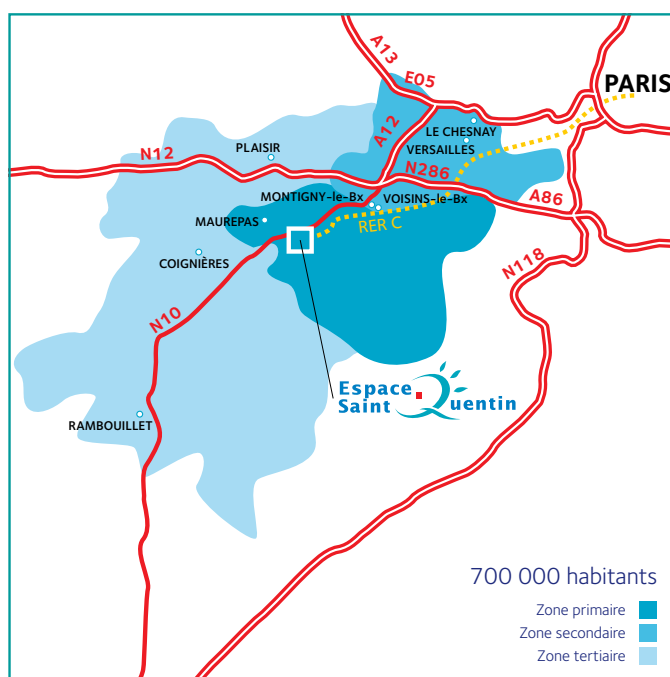 A13
E05
PARIS
A12
LE CHESNAY
VERSAILLES
PLAISIR
N12
N286
MONTIGNY-le-Bx
VOISINS-le-Bx
A86
MAUREPAS
RER C
COIGNIÈRES
N118
N10
Espace
Saint Quentin
RAMBOUILLET
700 000 habitants
Zone primaire
Zone secondaire
Zone tertiaire